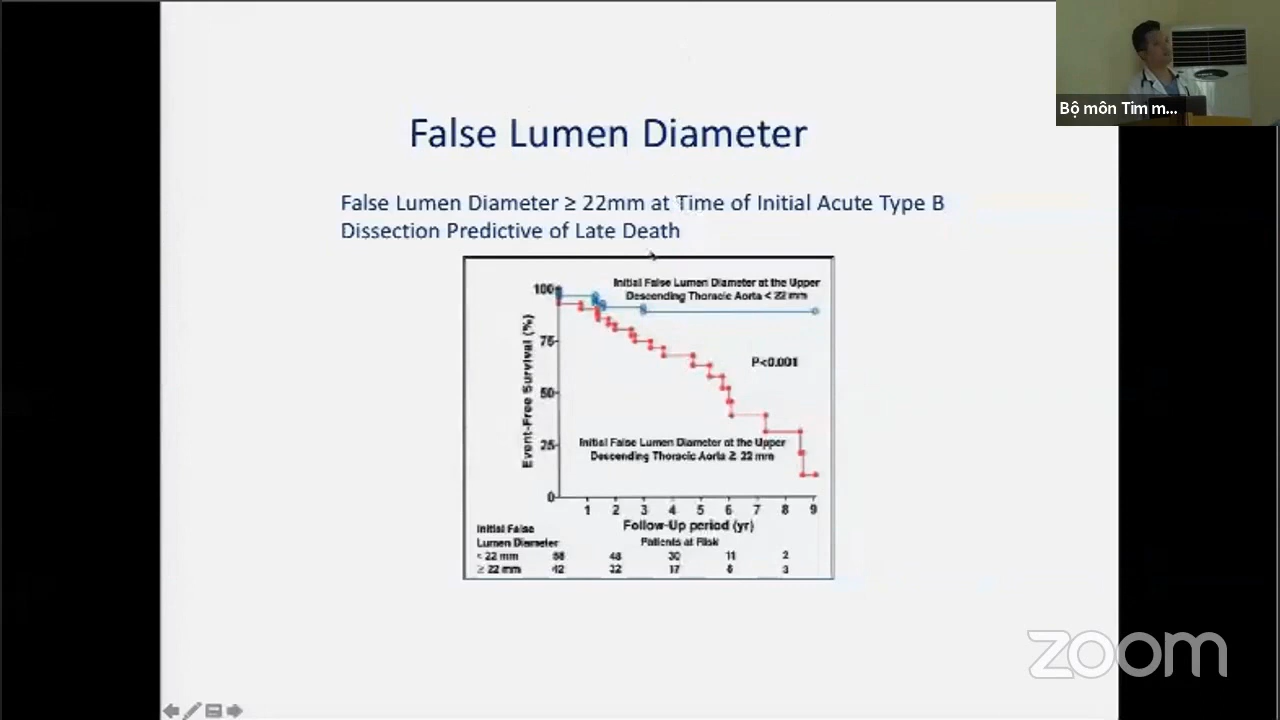 Bộ môn Tim m...
False Lumen Diameter
False Lumen Diameter ≥ 22mm at Time of Initial Acute Type B
Dissection Predictive of Late Death
Initial False Lumen Diameter at the Upper
Descending Thoracic Aorta < 22 mm
100
75
50
25
0
Event-Free Survival (%)
P<0.001
Initial False Lumen Diameter at the Upper
Descending Thoracic Aorta ≥ 22 mm
1 2 3 4 5 6 7 8 9
Follow-Up period (yr)
Initial False
Lumen Diameter
Patients at Risk
< 22 mm 48 30 11 2
≥ 22 mm 42 32 17 3
zoom